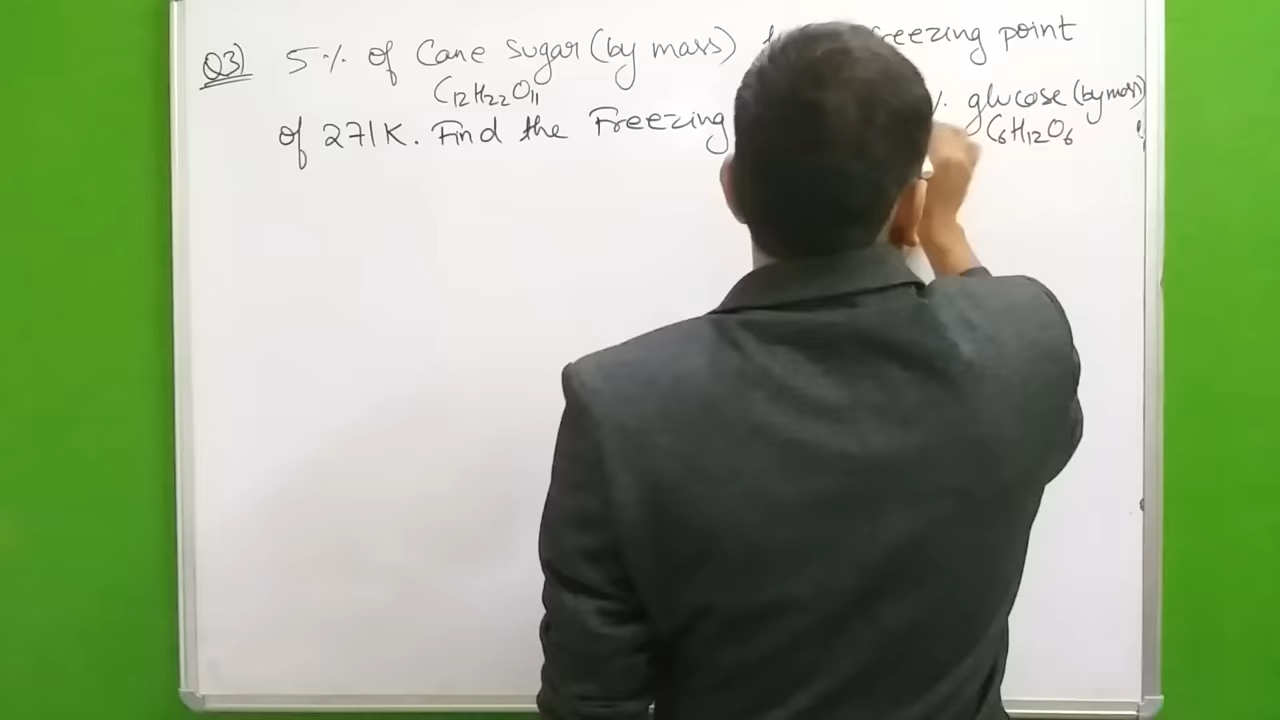 Q3) 5% of Cane Sugar (by mass) freezing point
C12H22O11
of 271K. Find the Freezing % glucose (by mass)
C6H12O6